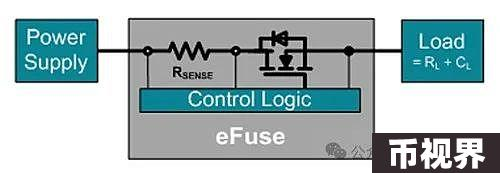 Power
Supply
RSENSE
Control Logic
eFuse
Load
= RL + CL
币视界